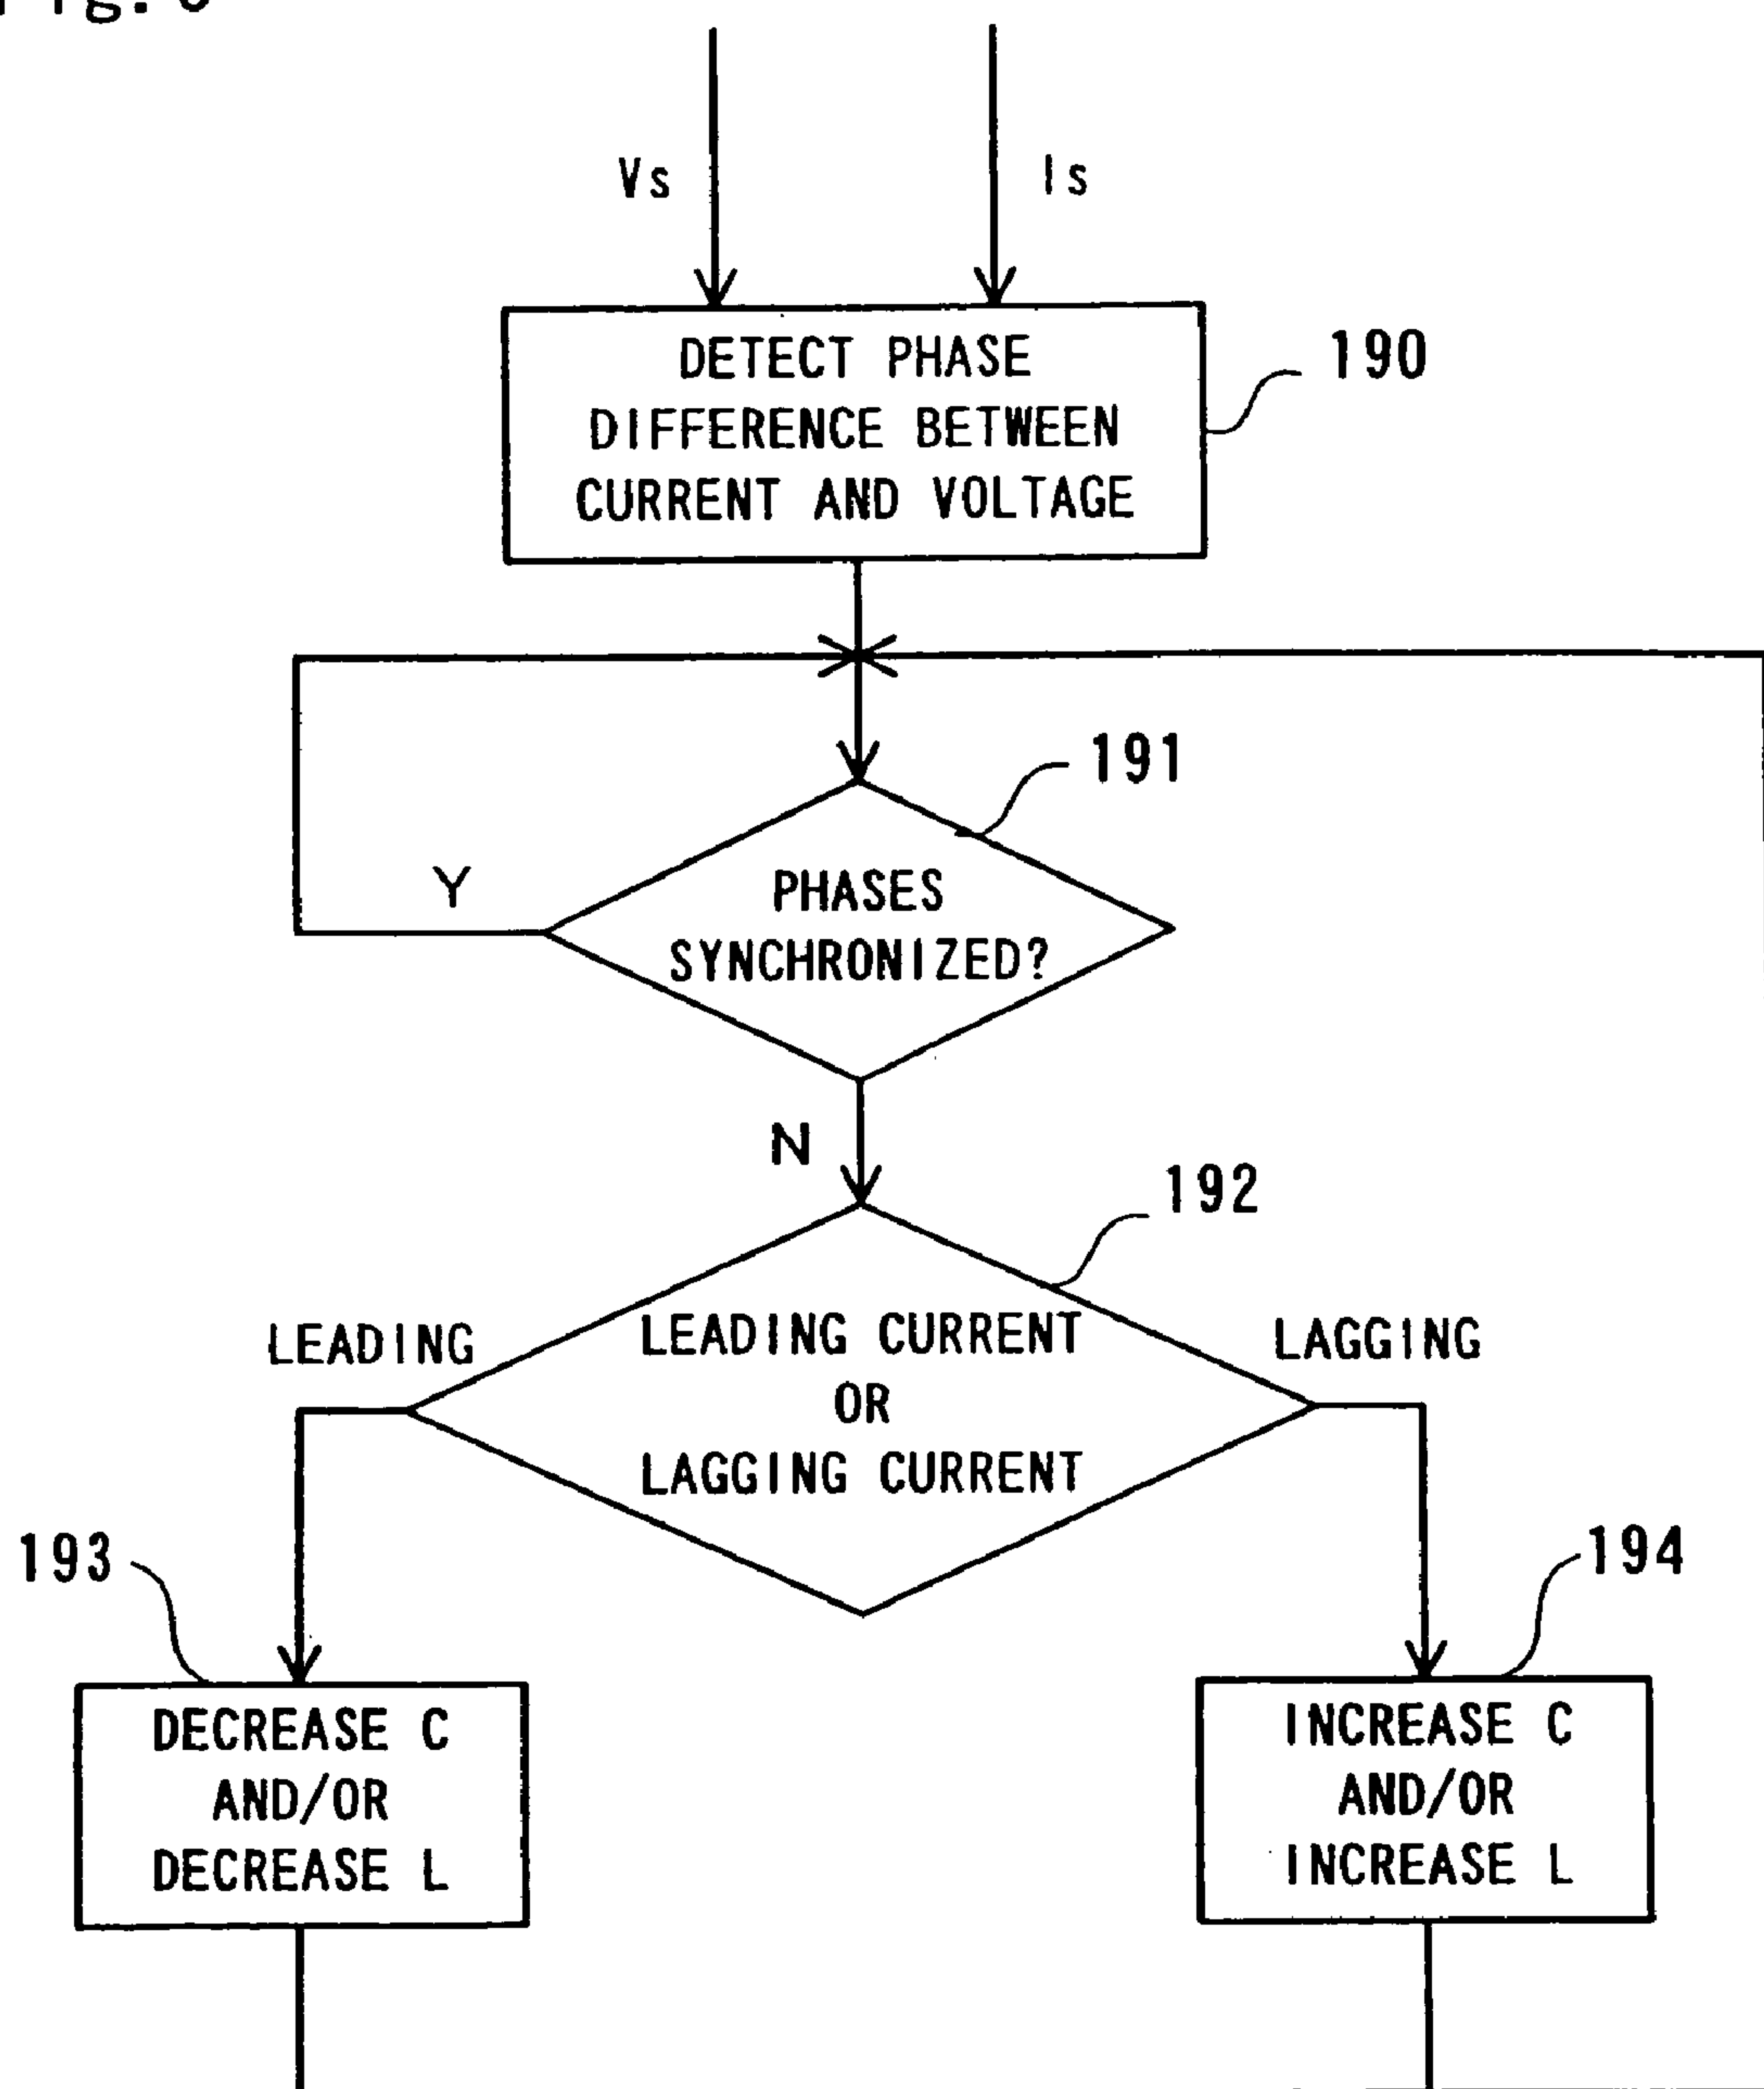 Vs
Is
DETECT PHASE
DIFFERENCE BETWEEN
CURRENT AND VOLTAGE
190
191
Y
PHASES
SYNCHRONIZED?
N
192
LEADING
LEADING CURRENT
OR
LAGGING CURRENT
LAGGING
193
194
DECREASE C
AND/OR
DECREASE L
INCREASE C
AND/OR
INCREASE L